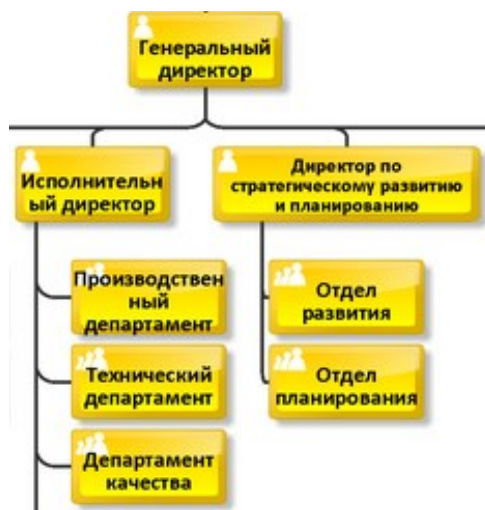 Генеральный
директор
Исполнительн
ый директор
Директор по
стратегическому развитию
и планированию
Производствен
ный
департамент
Технический
департамент
Департамент
качества
Отдел
развития
Отдел
планирования